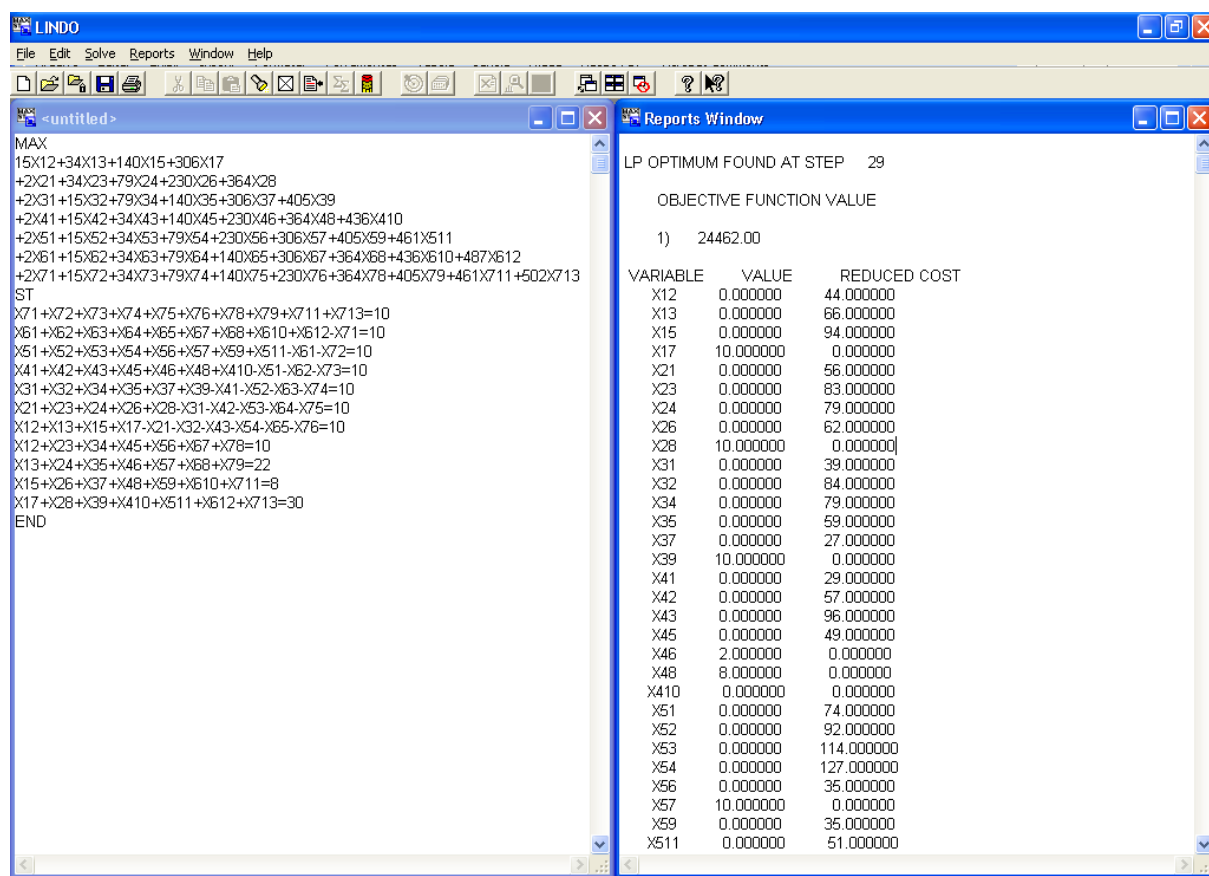 LINDO
File Edit Solve Reports Window Help
<untitled>
MAX
15X12+34X13+140X15+306X17
+2X21+34X23+79X24+230X26+364X28
+2X31+15X32+79X34+140X35+306X37+405X39
+2X41+15X42+34X43+140X45+230X46+364X48+436X410
+2X51+15X52+34X53+79X54+230X56+306X57+405X59+461X511
+2X61+15X62+34X63+79X64+140X65+306X67+364X68+436X610+487X612
+2X71+15X72+34X73+79X74+140X75+230X76+364X78+405X79+461X711+502X713
ST
X71+X72+X73+X74+X75+X76+X78+X79+X711+X713=10
X61+X62+X63+X64+X65+X67+X68+X610+X612-X71=10
X51+X52+X53+X54+X56+X57+X59+X511-X61-X72=10
X41+X42+X43+X45+X46+X48+X410-X51-X62-X73=10
X31+X32+X34+X35+X37+X39-X41-X52-X63-X74=10
X21+X23+X24+X26+X28-X31-X42-X53-X64-X75=10
X12+X13+X15+X17-X21-X32-X43-X54-X65-X76=10
X12+X23+X34+X45+X56+X67+X78=10
X13+X24+X35+X46+X57+X68+X79=22
X15+X26+X37+X48+X59+X610+X711=8
X17+X28+X39+X410+X511+X612+X713=30
END
Reports Window
LP OPTIMUM FOUND AT STEP 29
OBJECTIVE FUNCTION VALUE
1) 24462.00
VARIABLE VALUE REDUCED COST
X12 0.000000 44.000000
X13 0.000000 66.000000
X15 0.000000 94.000000
X17 10.000000 0.000000
X21 0.000000 56.000000
X23 0.000000 83.000000
X24 0.000000 79.000000
X26 0.000000 62.000000
X28 10.000000 0.000000
X31 0.000000 39.000000
X32 0.000000 84.000000
X34 0.000000 79.000000
X35 0.000000 59.000000
X37 0.000000 27.000000
X39 10.000000 0.000000
X41 0.000000 29.000000
X42 0.000000 57.000000
X43 0.000000 96.000000
X45 0.000000 49.000000
X46 2.000000 0.000000
X48 8.000000 0.000000
X410 0.000000 0.000000
X51 0.000000 74.000000
X52 0.000000 92.000000
X53 0.000000 114.000000
X54 0.000000 127.000000
X56 0.000000 35.000000
X57 10.000000 0.000000
X59 0.000000 35.000000
X511 0.000000 51.000000